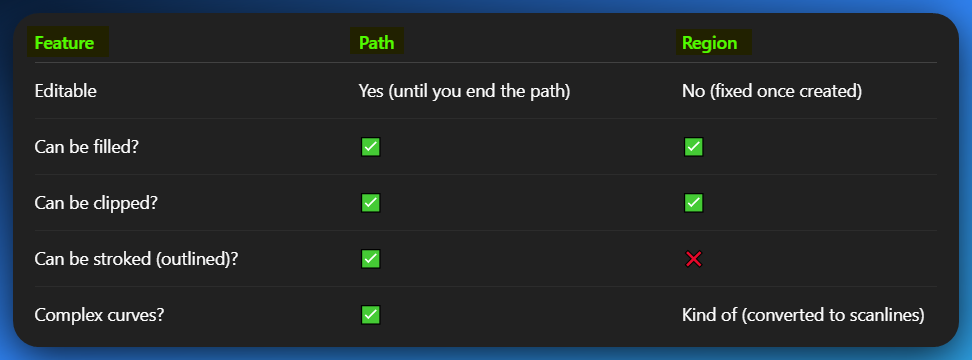 Feature Path Region
Editable Yes (until you end the path) No (fixed once created)
Can be filled? ✅ ✅
Can be clipped? ✅ ✅
Can be stroked (outlined)? ✅ ❌
Complex curves? ✅ Kind of (converted to scanlines)